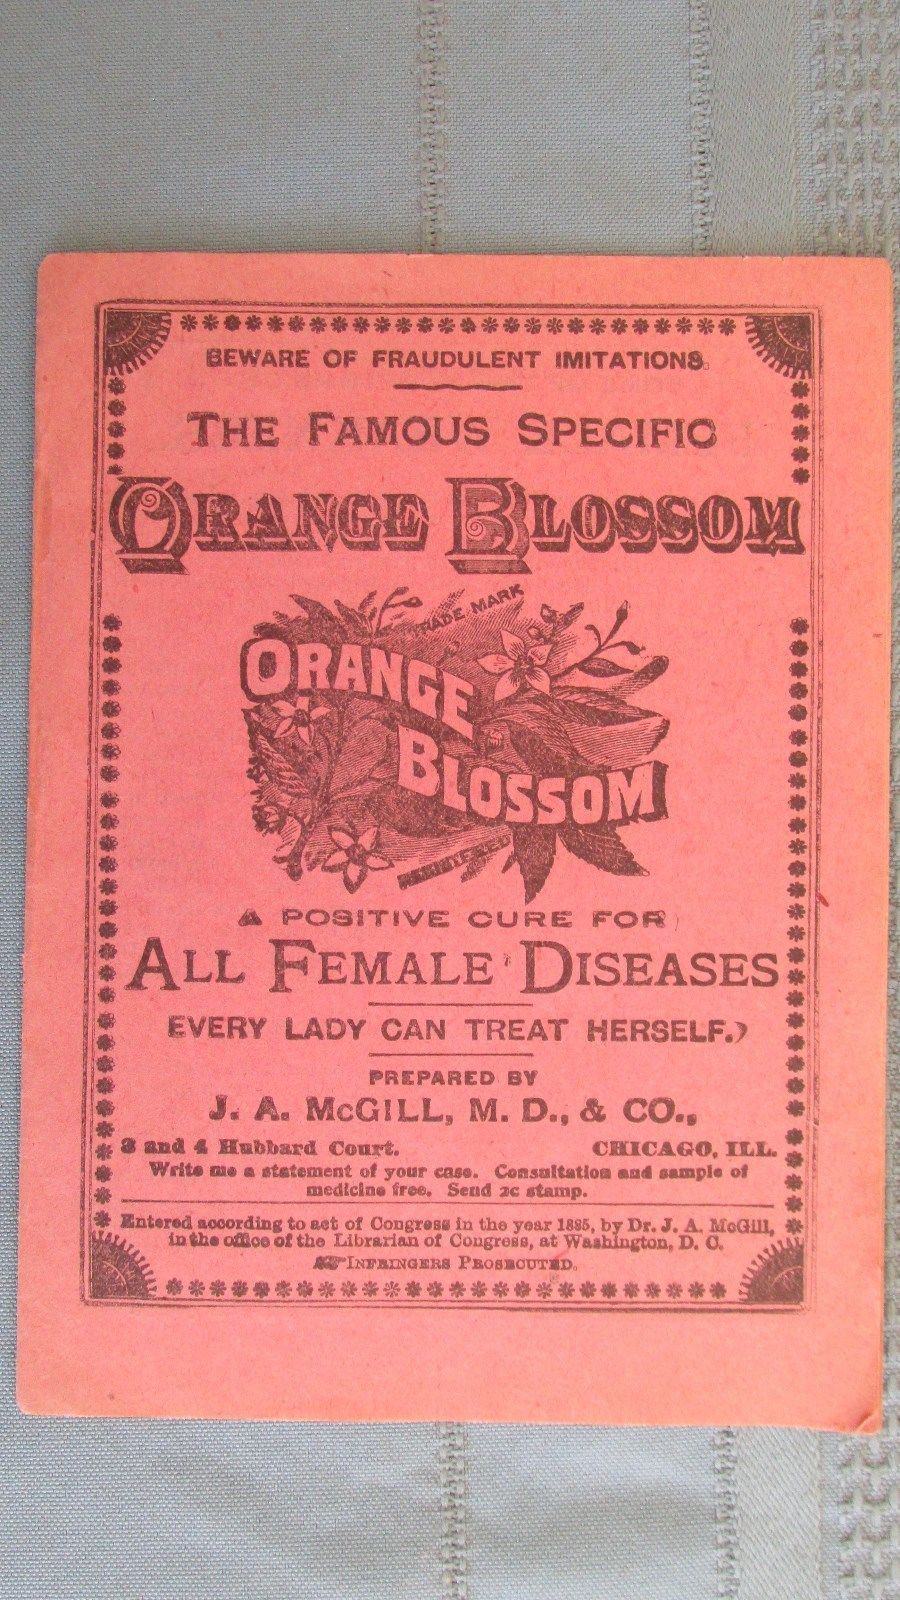 BEWARE OF FRAUDULENT IMITATIONS.
THE FAMOUS SPECIFIC
ORANGE BLOSSOM
TRADE MARK
ORANGE
BLOSSOM
REGISTERED
A POSITIVE CURE FOR
ALL FEMALE DISEASES
EVERY LADY CAN TREAT HERSELF.
PREPARED BY
J. A. McGILL, M. D., & CO.,
3 and 4 Hubbard Court. CHICAGO, ILL.
Write me a statement of your case. Consultation and sample of
medicine free. Send 2c stamp.
Entered according to act of Congress in the year 1885, by Dr. J. A. McGill,
in the office of the Librarian of Congress, at Washington, D. C.
☛INFRINGERS PROSECUTED.